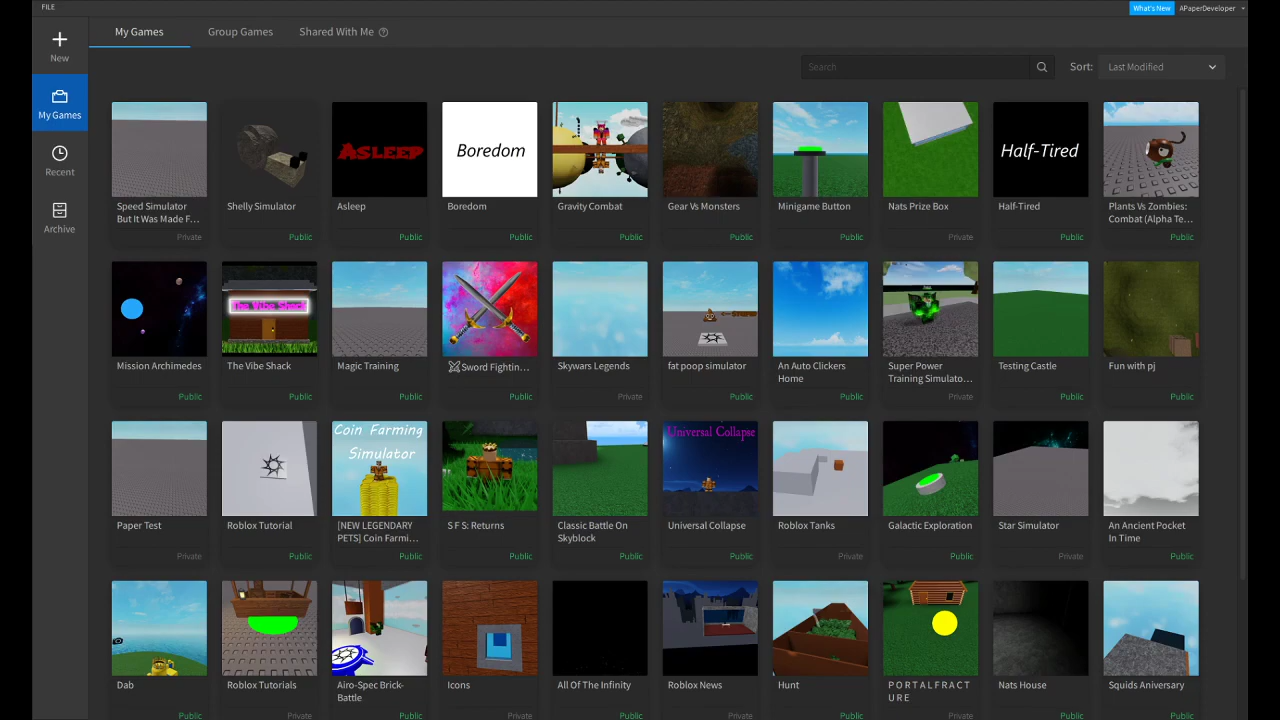 FILE
What's New
APaperDeveloper
New
My Games
Recent
Archive
My Games
Group Games
Shared With Me
Search
Sort:
Last Modified
Asleep
Boredom
Half-Tired
Speed Simulator
But It Was Made F...
Shelly Simulator
Asleep
Boredom
Gravity Combat
Gear Vs Monsters
Minigame Button
Nats Prize Box
Half-Tired
Plants Vs Zombies:
Combat (Alpha Te...
Private
Public
Public
Public
Public
Public
Public
Private
Public
Public
The Vibe Shack
Mission Archimedes
The Vibe Shack
Magic Training
Sword Fightin...
Skywars Legends
fat poop simulator
An Auto Clickers
Home
Super Power
Training Simulato...
Testing Castle
Fun with pj
Public
Public
Public
Public
Private
Public
Public
Private
Public
Public
Coin Farming
Simulator
Universal Collapse
Paper Test
Roblox Tutorial
[NEW LEGENDARY
PETS] Coin Farmi...
S F S: Returns
Classic Battle On
Skyblock
Universal Collapse
Roblox Tanks
Galactic Exploration
Star Simulator
An Ancient Pocket
In Time
Private
Public
Public
Public
Public
Public
Private
Public
Private
Public
Dab
Roblox Tutorials
Airo-Spec Brick-
Battle
Icons
All Of The Infinity
Roblox News
Hunt
P O R T A L F R A C T
U R E
Nats House
Squids Aniversary
Public
Private
Public
Private
Public
Private
Public
Public
Private
Public